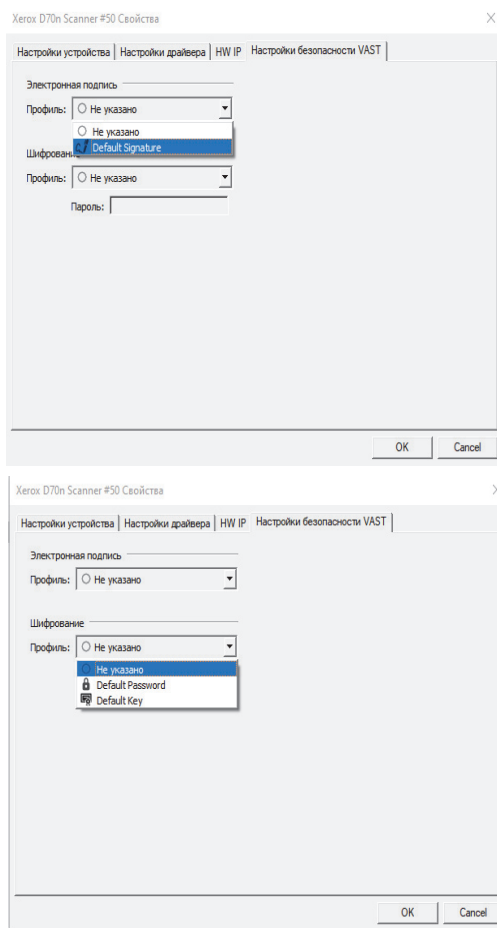 Xerox D70n Scanner #50 Свойства
Настройки устройства Настройки драйвера HW IP Настройки безопасности VAST
Электронная подпись
Профиль: Не указано
Не указано
Default Signature
Шифрование
Профиль: Не указано
Пароль:
OK Cancel
Xerox D70n Scanner #50 Свойства
Настройки устройства Настройки драйвера HW IP Настройки безопасности VAST
Электронная подпись
Профиль: Не указано
Шифрование
Профиль: Не указано
Не указано
Default Password
Default Key
OK Cancel